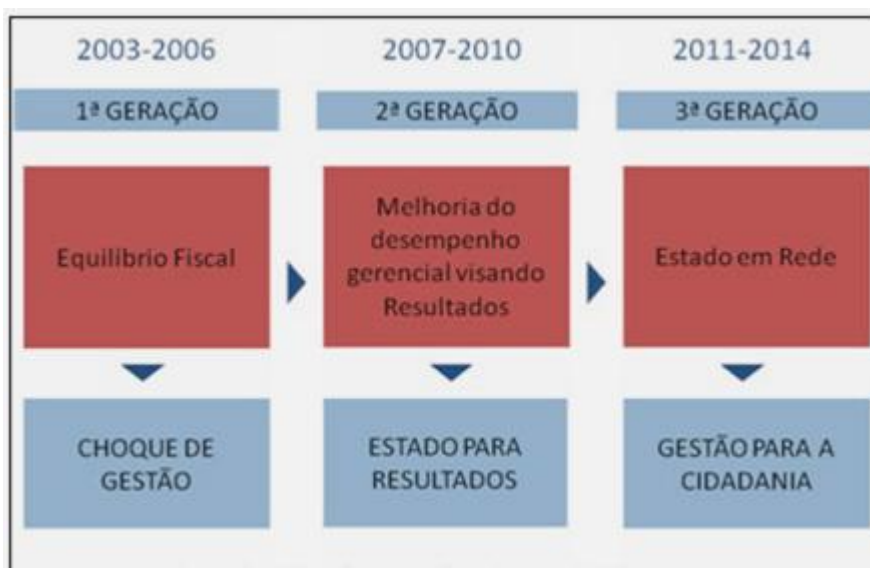 2003-2006
2007-2010
2011-2014
1ª GERAÇÃO
2ª GERAÇÃO
3ª GERAÇÃO
Equilíbrio Fiscal
Melhoria do
desempenho
gerencial visando
Resultados
Estado em Rede
CHOQUE DE
GESTÃO
ESTADO PARA
RESULTADOS
GESTÃO PARA A
CIDADANIA